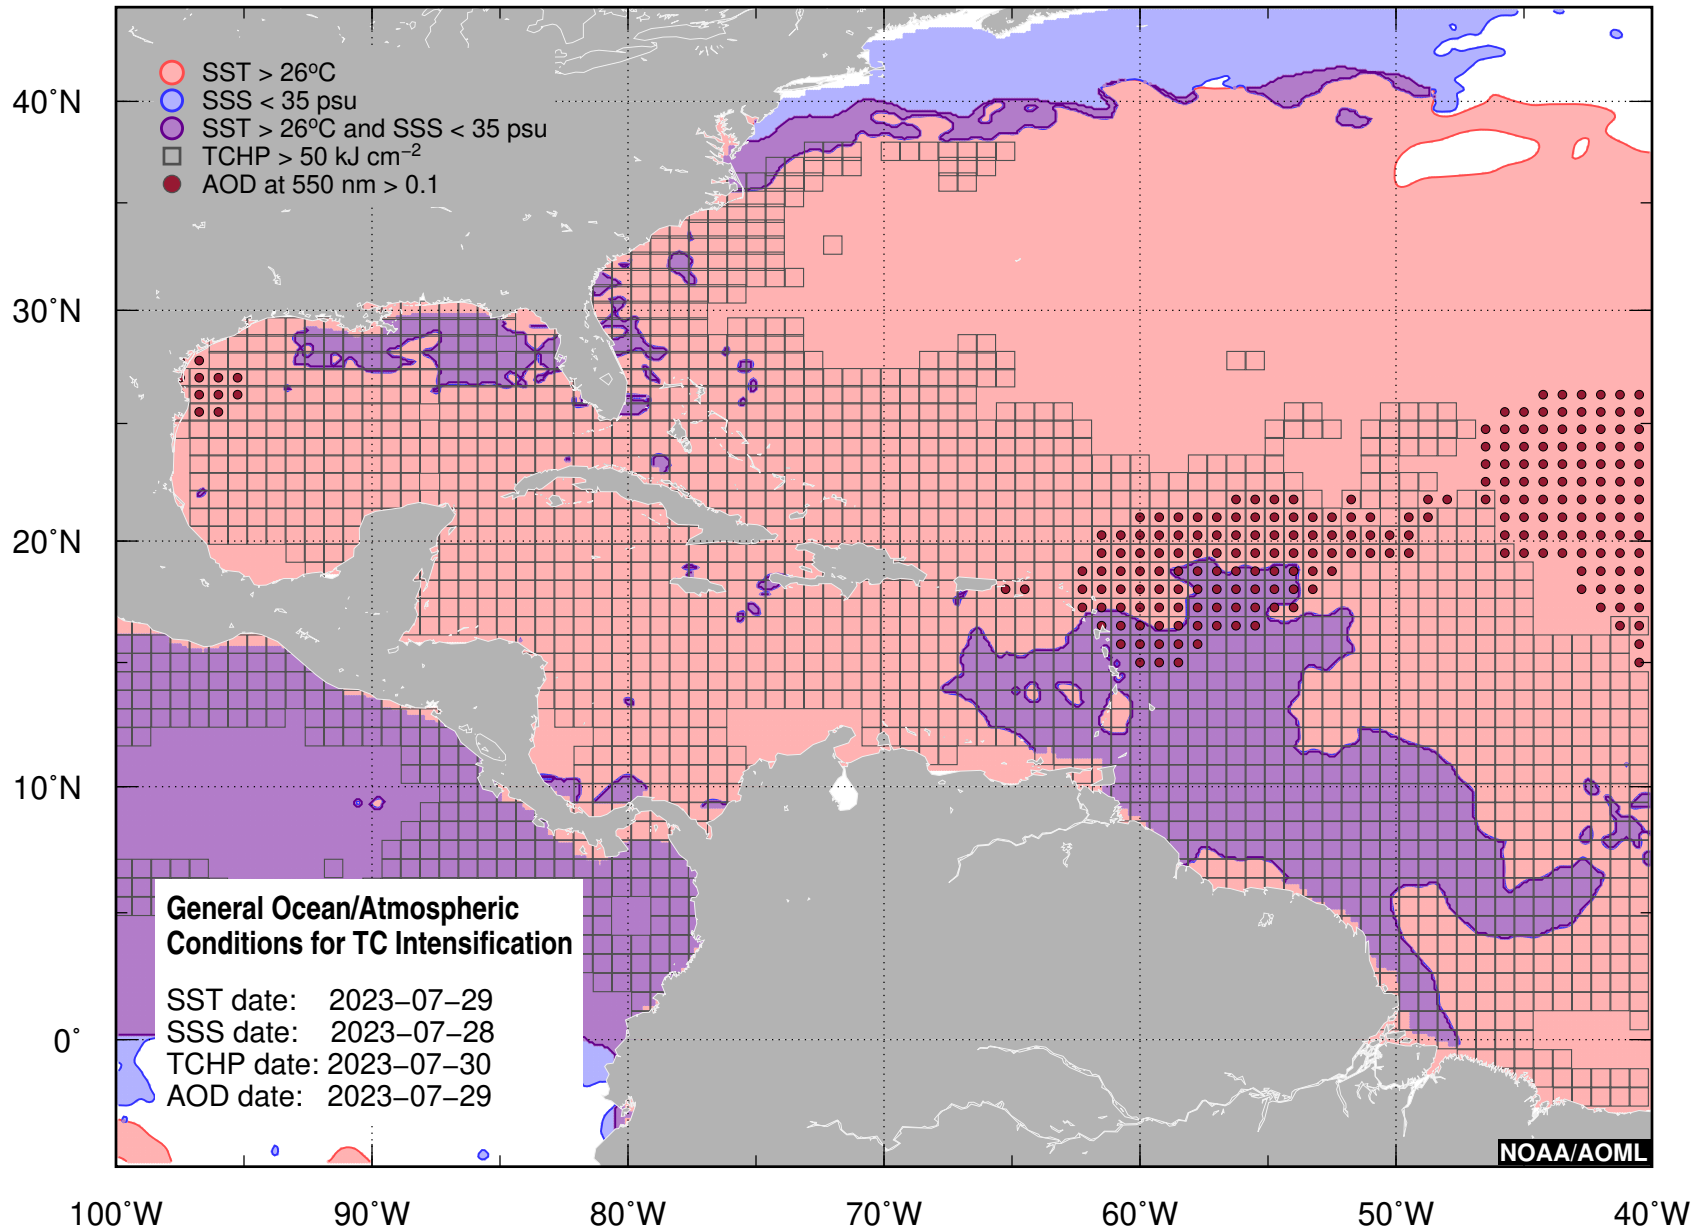 SST > 26°C
SSS < 35 psu
SST > 26°C and SSS < 35 psu
TCHP > 50 kJ cm⁻²
AOD at 550 nm > 0.1
40°N
30°N
20°N
10°N
0°
General Ocean/Atmospheric
Conditions for TC Intensification
SST date: 2023-07-29
SSS date: 2023-07-28
TCHP date: 2023-07-30
AOD date: 2023-07-29
NOAA/AOML
100°W 90°W 80°W 70°W 60°W 50°W 40°W